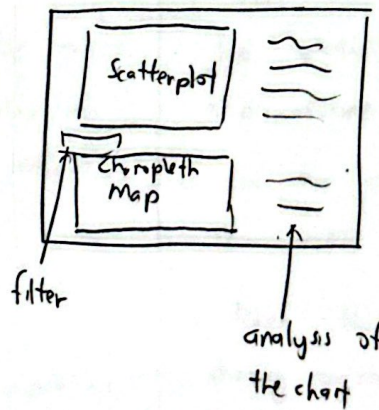 Scatterplot
Choropleth
Map
filter
analysis of
the chart